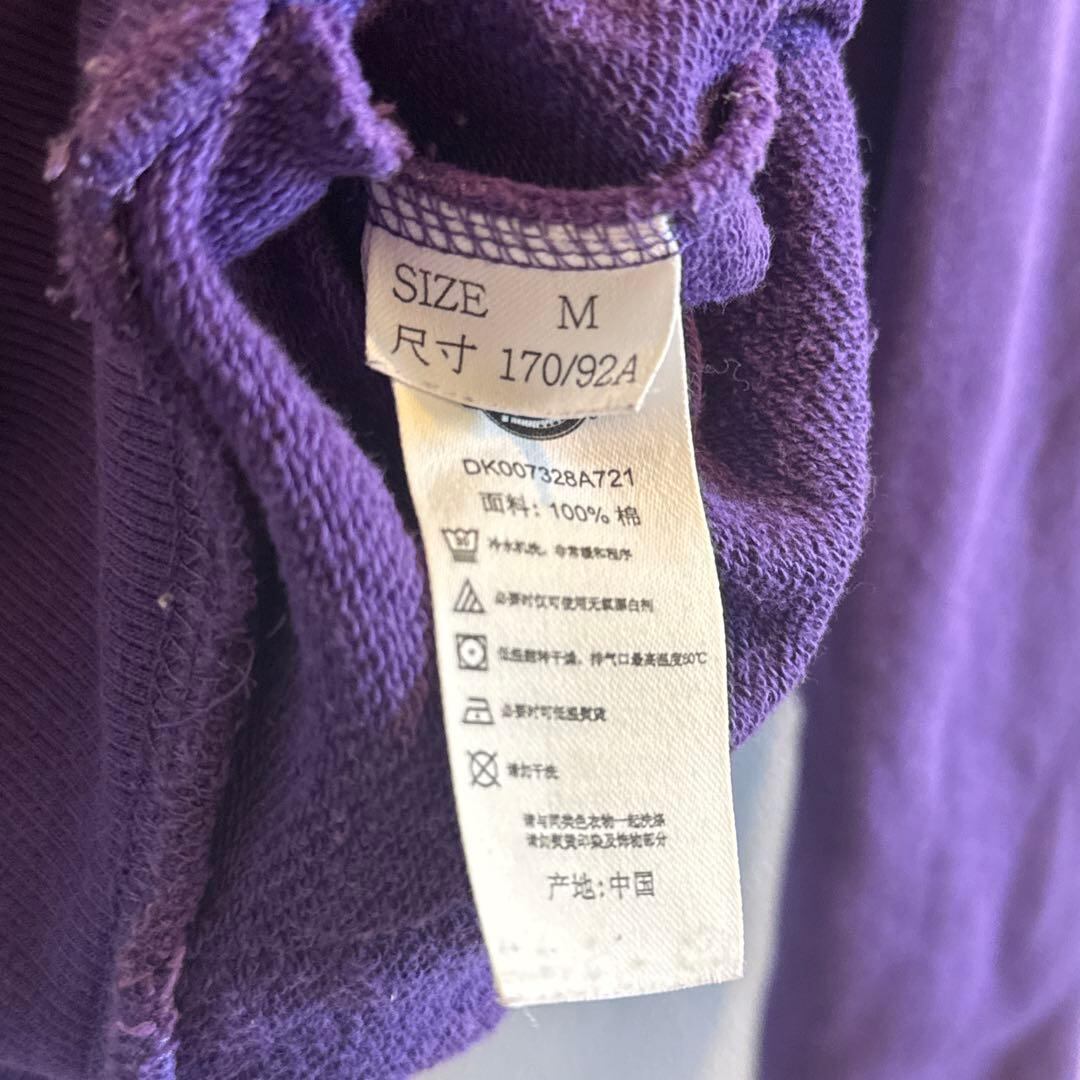 SIZE M
尺寸 170/92A
DK007328A721
面料: 100% 棉
冷水机洗，非常缓和程序
必要时仅可使用无氯漂白剂
低温翻转干燥，排气口最高温度50℃
必要时可低温熨烫
请勿干洗
请与同类色衣物一起洗涤
请勿熨烫印染及饰物部分
产地:中国